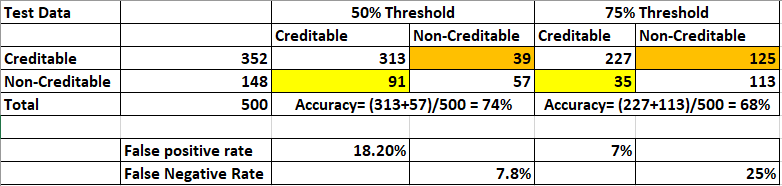 Test Data 50% Threshold 75% Threshold
Creditable Non-Creditable Creditable Non-Creditable
Creditable 352 313 39 227 125
Non-Creditable 148 91 57 35 113
Total 500 Accuracy= (313+57)/500 = 74% Accuracy= (227+113)/500 = 68%
False positive rate 18.20% 7%
False Negative Rate 7.8% 25%